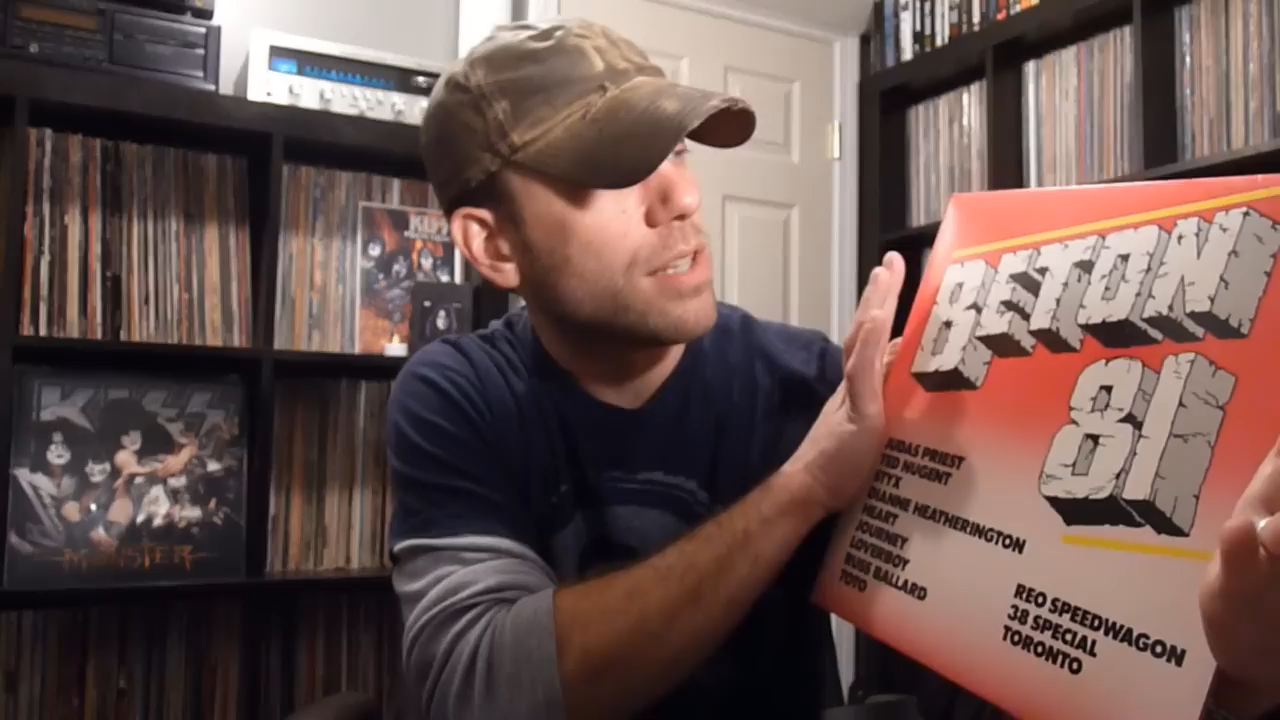 KISS
KISS
MONSTER
BETON
81
JUDAS PRIEST
TED NUGENT
STYX
DIANNE HEATHERINGTON
HEART
JOURNEY
LOVERBOY
RUSS BALLARD
TOTO
REO SPEEDWAGON
38 SPECIAL
TORONTO